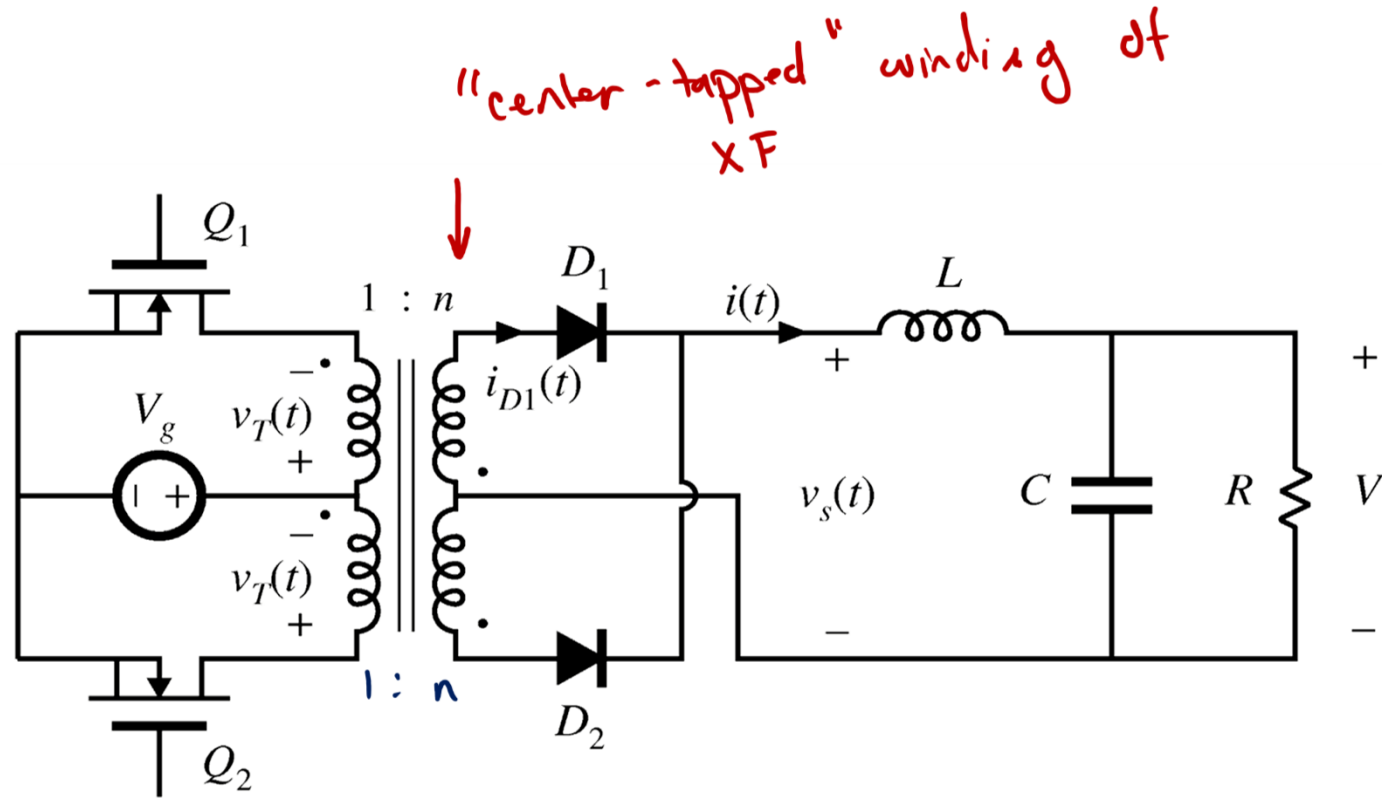 "center-tapped" winding of
XF
Q1
1 : n
D1
i(t)
L
+
iD1(t)
−
vT(t)
+
Vg
− +
−
vT(t)
+
vs(t)
C
R
V
+
−
−
1 : n
D2
Q2